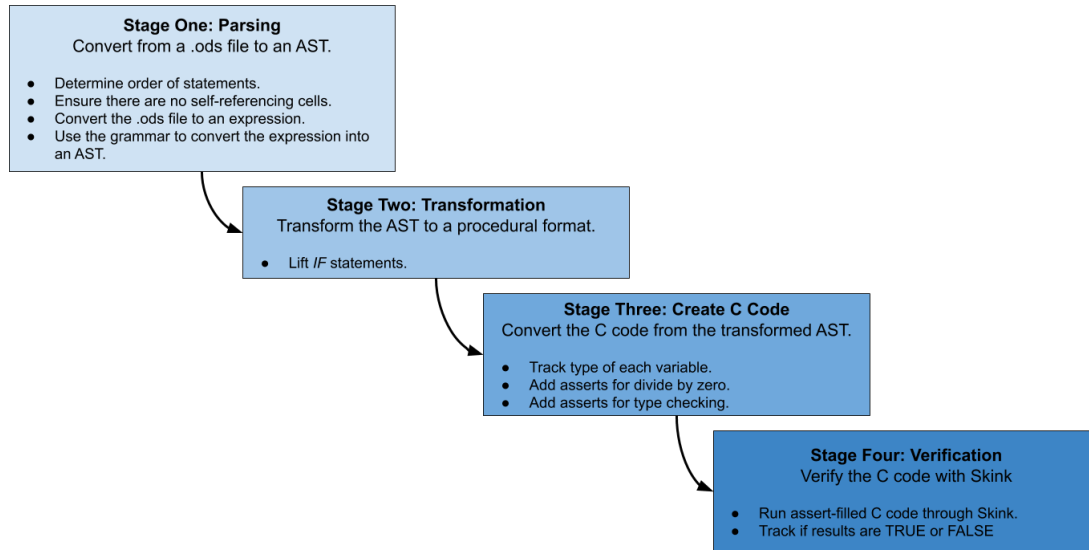 Stage One: Parsing
Convert from a .ods file to an AST.
● Determine order of statements.
● Ensure there are no self-referencing cells.
● Convert the .ods file to an expression.
● Use the grammar to convert the expression into
an AST.
Stage Two: Transformation
Transform the AST to a procedural format.
● Lift IF statements.
Stage Three: Create C Code
Convert the C code from the transformed AST.
● Track type of each variable.
● Add asserts for divide by zero.
● Add asserts for type checking.
Stage Four: Verification
Verify the C code with Skink
● Run assert-filled C code through Skink.
● Track if results are TRUE or FALSE